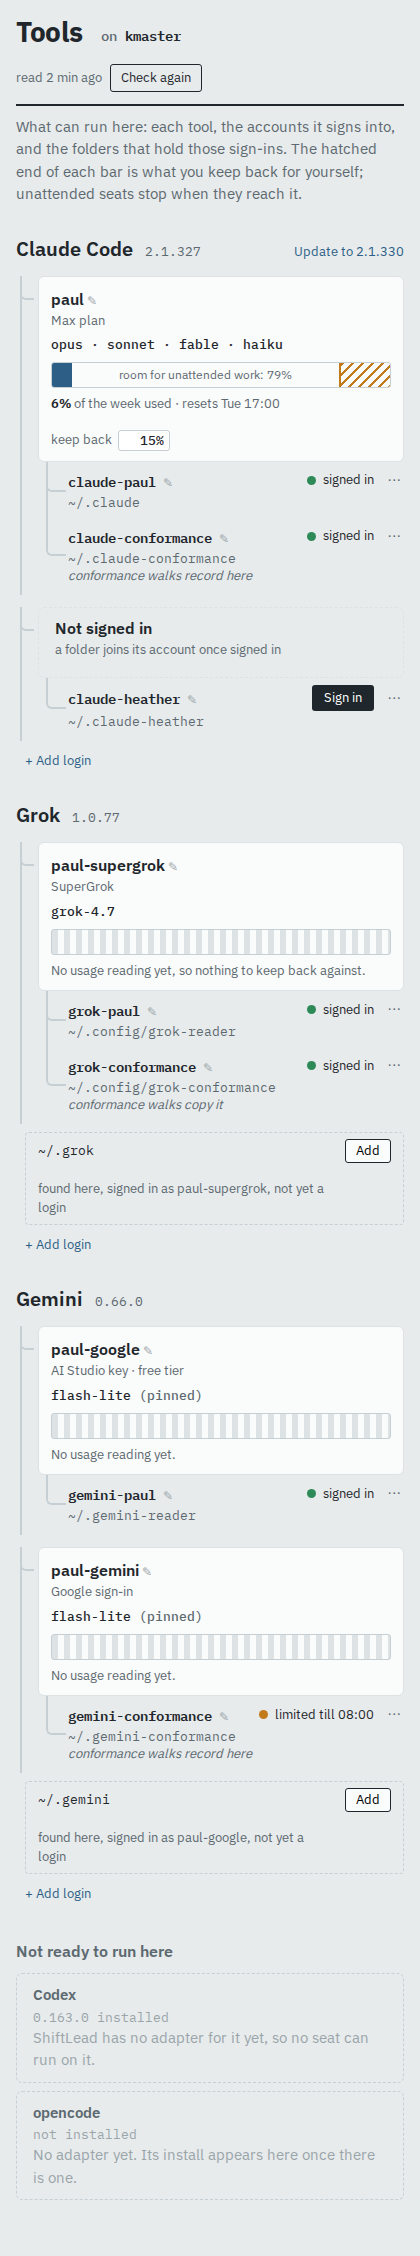 Tools on kmaster
read 2 min ago Check again
What can run here: each tool, the accounts it signs into,
and the folders that hold those sign-ins. The hatched
end of each bar is what you keep back for yourself;
unattended seats stop when they reach it.
Claude Code 2.1.327 Update to 2.1.330
paul ✎
Max plan
opus · sonnet · fable · haiku
room for unattended work: 79%
6% of the week used · resets Tue 17:00
keep back 15%
claude-paul ✎ signed in ···
~/.claude
claude-conformance ✎ signed in ···
~/.claude-conformance
conformance walks record here
Not signed in
a folder joins its account once signed in
claude-heather ✎ Sign in ···
~/.claude-heather
+ Add login
Grok 1.0.77
paul-supergrok ✎
SuperGrok
grok-4.7
No usage reading yet, so nothing to keep back against.
grok-paul ✎ signed in ···
~/.config/grok-reader
grok-conformance ✎ signed in ···
~/.config/grok-conformance
conformance walks copy it
~/.grok Add
found here, signed in as paul-supergrok, not yet a
login
+ Add login
Gemini 0.66.0
paul-google ✎
AI Studio key · free tier
flash-lite (pinned)
No usage reading yet.
gemini-paul ✎ signed in ···
~/.gemini-reader
paul-gemini ✎
Google sign-in
flash-lite (pinned)
No usage reading yet.
gemini-conformance ✎ limited till 08:00 ···
~/.gemini-conformance
conformance walks record here
~/.gemini Add
found here, signed in as paul-google, not yet a
login
+ Add login
Not ready to run here
Codex
0.163.0 installed
ShiftLead has no adapter for it yet, so no seat can
run on it.
opencode
not installed
No adapter yet. Its install appears here once there
is one.